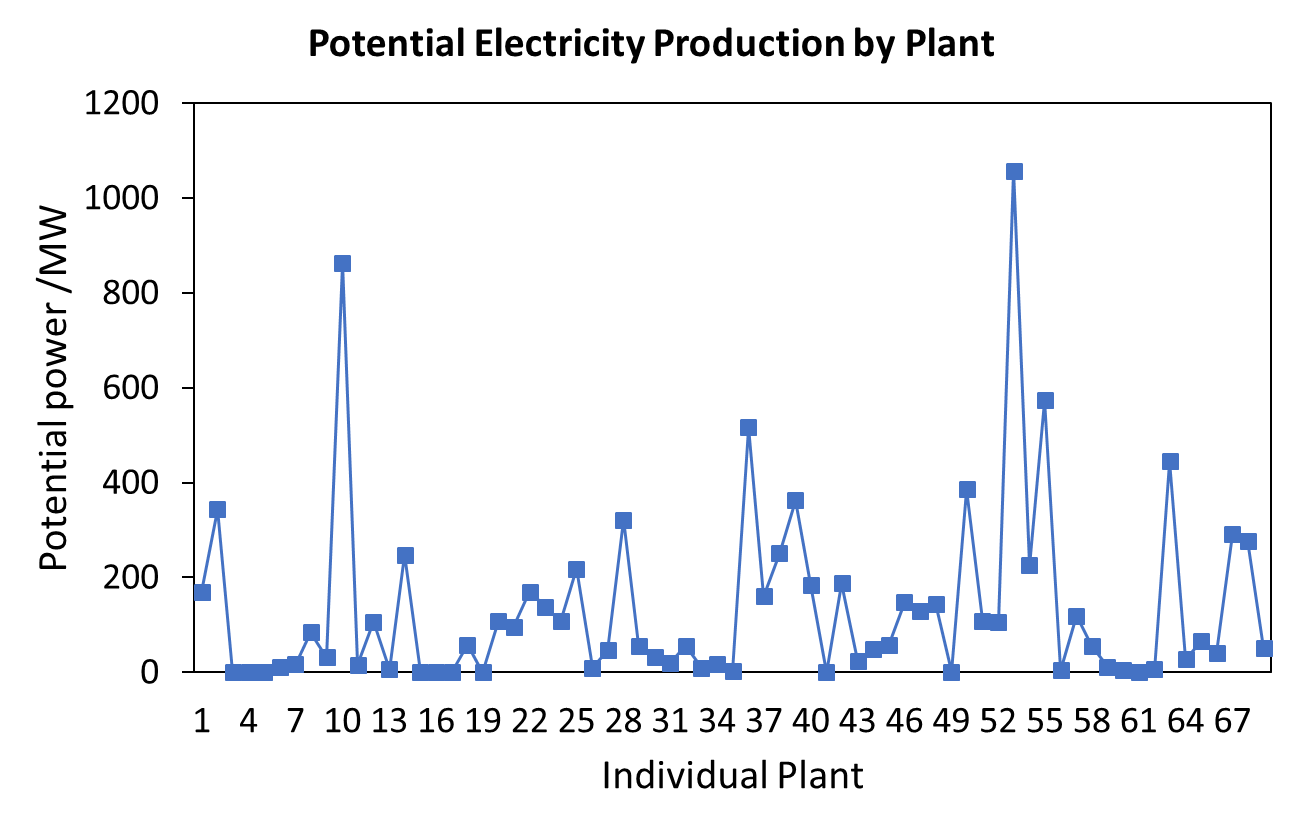 Potential Electricity Production by Plant
1200
1000
800
600
400
200
0
Potential power /MW
1 4 7 10 13 16 19 22 25 28 31 34 37 40 43 46 49 52 55 58 61 64 67
Individual Plant